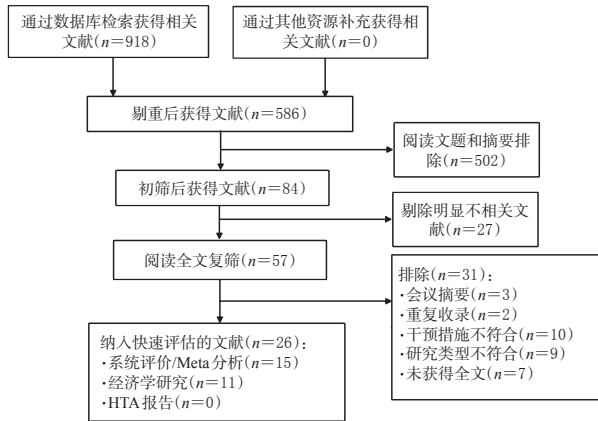 通过数据库检索获得相关
文献(n=918)
通过其他资源补充获得相
关文献(n=0)
剔重后获得文献(n=586)
阅读文题和摘要排
除(n=502)
初筛后获得文献(n=84)
剔除明显不相关文
献(n=27)
阅读全文复筛(n=57)
排除(n=31)：
·会议摘要(n=3)
·重复收录(n=2)
·干预措施不符合(n=10)
·研究类型不符合(n=9)
·未获得全文(n=7)
纳入快速评估的文献(n=26)：
·系统评价/Meta分析(n=15)
·经济学研究(n=11)
·HTA报告(n=0)